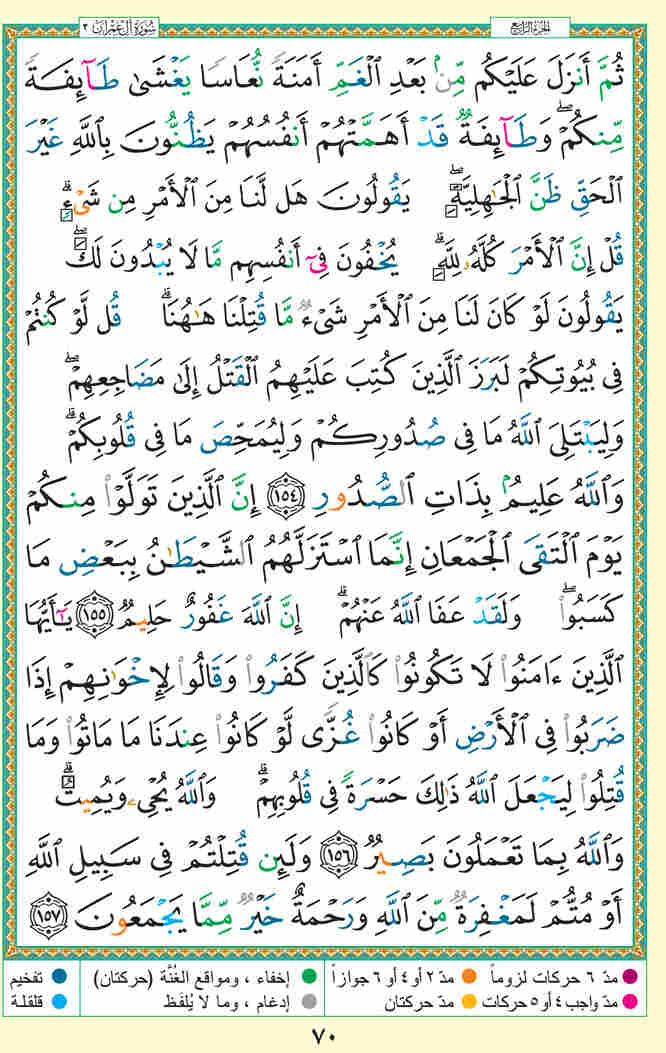 الجزء الرابع
سورة آل عمران ٣
ثُمَّ أَنزَلَ عَلَيْكُم مِّنۢ بَعْدِ ٱلْغَمِّ أَمَنَةً نُّعَاسًا يَغْشَىٰ طَآئِفَةً
مِّنكُمْ ۖ وَطَآئِفَةٌ قَدْ أَهَمَّتْهُمْ أَنفُسُهُمْ يَظُنُّونَ بِٱللَّهِ غَيْرَ
ٱلْحَقِّ ظَنَّ ٱلْجَٰهِلِيَّةِ ۖ يَقُولُونَ هَل لَّنَا مِنَ ٱلْأَمْرِ مِن شَىْءٍ ۗ
قُلْ إِنَّ ٱلْأَمْرَ كُلَّهُۥ لِلَّهِ ۗ يُخْفُونَ فِىٓ أَنفُسِهِم مَّا لَا يُبْدُونَ لَكَ ۖ
يَقُولُونَ لَوْ كَانَ لَنَا مِنَ ٱلْأَمْرِ شَىْءٌ مَّا قُتِلْنَا هَٰهُنَا ۗ قُل لَّوْ كُنتُمْ
فِى بُيُوتِكُمْ لَبَرَزَ ٱلَّذِينَ كُتِبَ عَلَيْهِمُ ٱلْقَتْلُ إِلَىٰ مَضَاجِعِهِمْ ۖ
وَلِيَبْتَلِىَ ٱللَّهُ مَا فِى صُدُورِكُمْ وَلِيُمَحِّصَ مَا فِى قُلُوبِكُمْ ۗ
وَٱللَّهُ عَلِيمٌۢ بِذَاتِ ٱلصُّدُورِ ١٥٤ إِنَّ ٱلَّذِينَ تَوَلَّوْا۟ مِنكُمْ
يَوْمَ ٱلْتَقَى ٱلْجَمْعَانِ إِنَّمَا ٱسْتَزَلَّهُمُ ٱلشَّيْطَٰنُ بِبَعْضِ مَا
كَسَبُوا۟ ۖ وَلَقَدْ عَفَا ٱللَّهُ عَنْهُمْ ۗ إِنَّ ٱللَّهَ غَفُورٌ حَلِيمٌ ١٥٥ يَٰٓأَيُّهَا
ٱلَّذِينَ ءَامَنُوا۟ لَا تَكُونُوا۟ كَٱلَّذِينَ كَفَرُوا۟ وَقَالُوا۟ لِإِخْوَٰنِهِمْ إِذَا
ضَرَبُوا۟ فِى ٱلْأَرْضِ أَوْ كَانُوا۟ غُزًّى لَّوْ كَانُوا۟ عِندَنَا مَا مَاتُوا۟ وَمَا
قُتِلُوا۟ لِيَجْعَلَ ٱللَّهُ ذَٰلِكَ حَسْرَةً فِى قُلُوبِهِمْ ۗ وَٱللَّهُ يُحْىِۦ وَيُمِيتُ ۗ
وَٱللَّهُ بِمَا تَعْمَلُونَ بَصِيرٌ ١٥٦ وَلَئِن قُتِلْتُمْ فِى سَبِيلِ ٱللَّهِ
أَوْ مُتُّمْ لَمَغْفِرَةٌ مِّنَ ٱللَّهِ وَرَحْمَةٌ خَيْرٌ مِّمَّا يَجْمَعُونَ ١٥٧
مدّ ٦ حركات لزوماً مدّ ٢ أو ٤ أو ٦ جوازاً إخفاء ، ومواقع الغُنَّة (حركتان) تفخيم
مدّ واجب ٤ أو ٥ حركات مدّ حركتان إدغام ، وما لا يُلفَظ قلقلة
٧٠